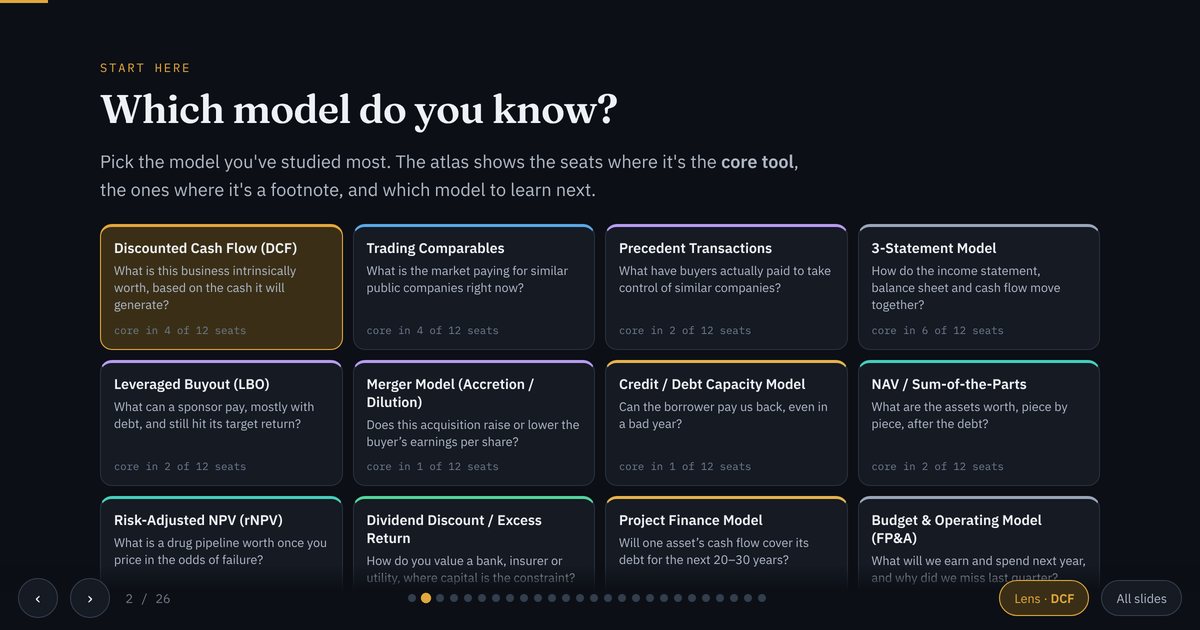 START HERE
Which model do you know?
Pick the model you've studied most. The atlas shows the seats where it's the core tool,
the ones where it's a footnote, and which model to learn next.
Discounted Cash Flow (DCF)
What is this business intrinsically
worth, based on the cash it will
generate?
core in 4 of 12 seats
Trading Comparables
What is the market paying for similar
public companies right now?
core in 4 of 12 seats
Precedent Transactions
What have buyers actually paid to take
control of similar companies?
core in 2 of 12 seats
3-Statement Model
How do the income statement,
balance sheet and cash flow move
together?
core in 6 of 12 seats
Leveraged Buyout (LBO)
What can a sponsor pay, mostly with
debt, and still hit its target return?
core in 2 of 12 seats
Merger Model (Accretion /
Dilution)
Does this acquisition raise or lower the
buyer’s earnings per share?
core in 1 of 12 seats
Credit / Debt Capacity Model
Can the borrower pay us back, even in
a bad year?
core in 1 of 12 seats
NAV / Sum-of-the-Parts
What are the assets worth, piece by
piece, after the debt?
core in 2 of 12 seats
Risk-Adjusted NPV (rNPV)
What is a drug pipeline worth once you
price in the odds of failure?
Dividend Discount / Excess
Return
How do you value a bank, insurer or
utility, where capital is the constraint?
Project Finance Model
Will one asset’s cash flow cover its
debt for the next 20–30 years?
Budget & Operating Model
(FP&A)
What will we earn and spend next year,
and why did we miss last quarter?
‹ › 2 / 26
Lens · DCF
All slides